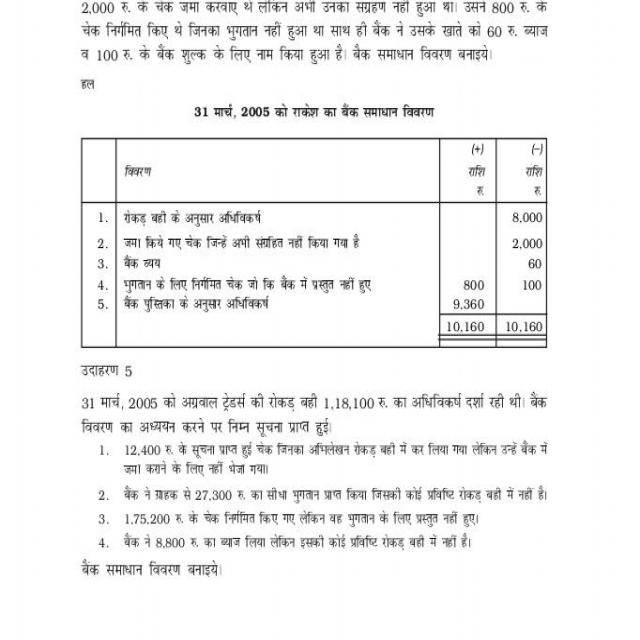 2,000 रु. के चेक जमा करवाए थे लेकिन अभी उनका संग्रहण नहीं हुआ था। उसने 800 रु. के
चेक निर्गमित किए थे जिनका भुगतान नहीं हुआ था साथ ही बैंक ने उसके खाते को 60 रु. ब्याज
व 100 रु. के बैंक शुल्क के लिए नाम किया हुआ है। बैंक समाधान विवरण बनाइये।
हल
31 मार्च, 2005 को राकेश का बैंक समाधान विवरण
(+) (-)
विवरण राशि राशि
रु. रु.
1. रोकड़ बही के अनुसार अधिविकर्ष 8,000
2. जमा किये गए चेक जिन्हें अभी संग्रहित नहीं किया गया है 2,000
3. बैंक व्यय 60
4. भुगतान के लिए निर्गमित चेक जो कि बैंक में प्रस्तुत नहीं हुए 800 100
5. बैंक पुस्तिका के अनुसार अधिविकर्ष 9,360
10,160 10,160
उदाहरण 5
31 मार्च, 2005 को अग्रवाल ट्रेडर्स की रोकड़ बही 1,18,100 रु. का अधिविकर्ष दर्शा रही थी। बैंक
विवरण का अध्ययन करने पर निम्न सूचना प्राप्त हुई।
1. 12,400 रु. के सूचना प्राप्त हुई चेक जिनका अभिलेखन रोकड़ बही में कर लिया गया लेकिन उन्हें बैंक में
जमा कराने के लिए नहीं भेजा गया।
2. बैंक ने ग्राहक से 27,300 रु. का सीधा भुगतान प्राप्त किया जिसकी कोई प्रविष्टि रोकड़ बही में नहीं है।
3. 1,75,200 रु. के चेक निर्गमित किए गए लेकिन वह भुगतान के लिए प्रस्तुत नहीं हुए।
4. बैंक ने 8,800 रु. का ब्याज लिया लेकिन इसकी कोई प्रविष्टि रोकड़ बही में नहीं है।
बैंक समाधान विवरण बनाइये।